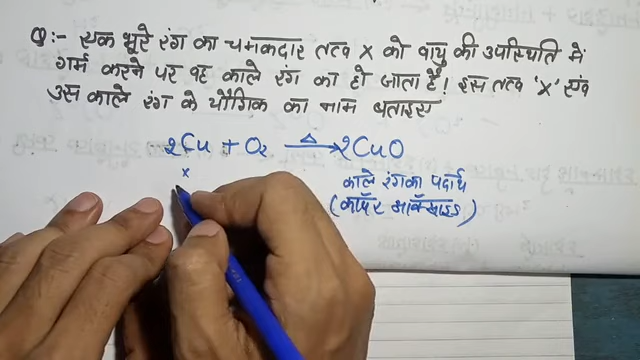 Q:- एक भूरे रंग का चमकदार तत्व X को वायु की उपस्थिति में
गर्म करने पर वह काले रंग का हो जाता है! इस तत्व 'X' एवं
उस काले रंग के यौगिक का नाम बताइए
2Cu + O₂ —Δ→ 2CuO
x
काले रंग का पदार्थ
(कॉपर ऑक्साइड)